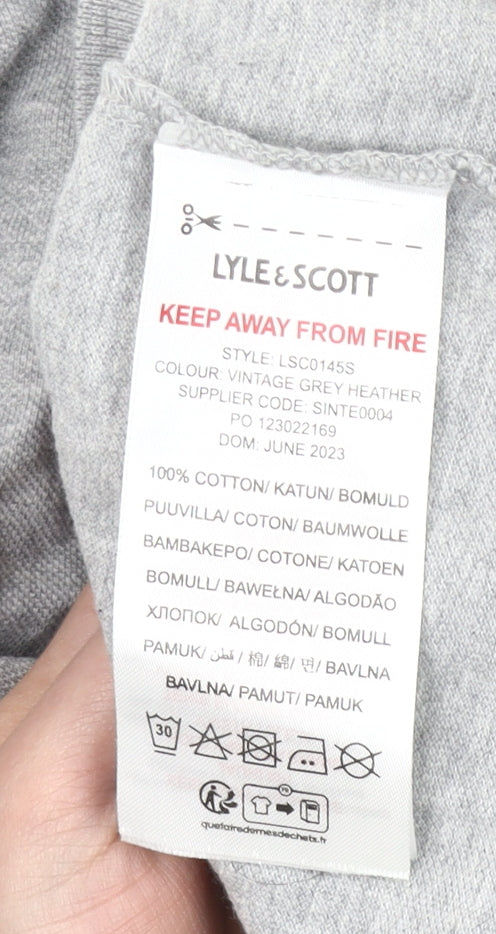 LYLE & SCOTT
KEEP AWAY FROM FIRE
STYLE: LSC0145S
COLOUR: VINTAGE GREY HEATHER
SUPPLIER CODE: SINTE0004
PO 123022169
DOM: JUNE 2023
100% COTTON/ KATUN/ BOMULD
PUUVILLA/ COTON/ BAUMWOLLE
BAMBAKEPO/ COTONE/ KATOEN
BOMULL/ BAWEŁNA/ ALGODÃO
ХЛОПОК/ ALGODÓN/ BOMULL
PAMUK/ قطن / 棉/ 綿/ 면/ BAVLNA
BAVLNA/ PAMUT/ PAMUK
30
FR
quefairedemesdechets.fr